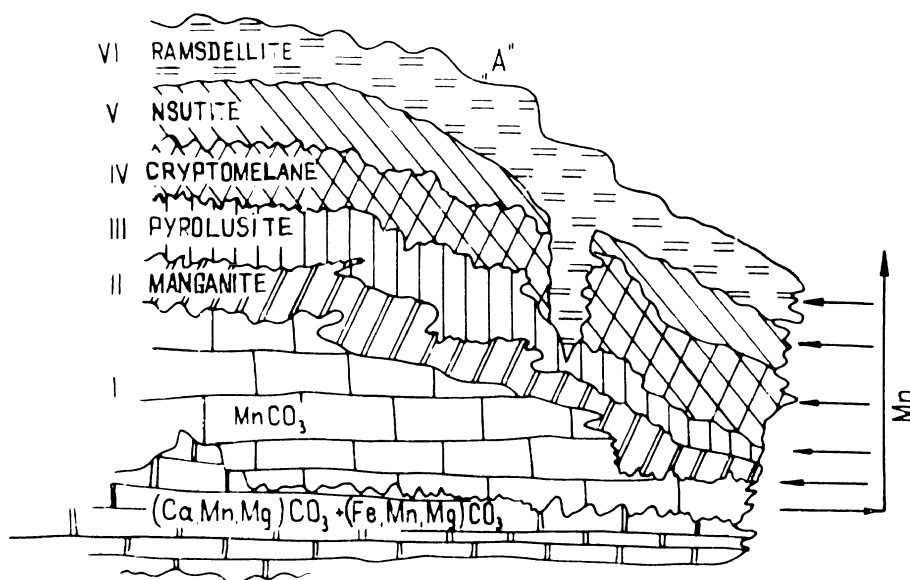 VI RAMSDELLITE
„A"
V NSUTITE
IV CRYPTOMELANE
III PYROLUSITE
II MANGANITE
I
MnCO₃
(Ca,Mn,Mg)CO₃+(Fe,Mn,Mg)CO₃
Mn